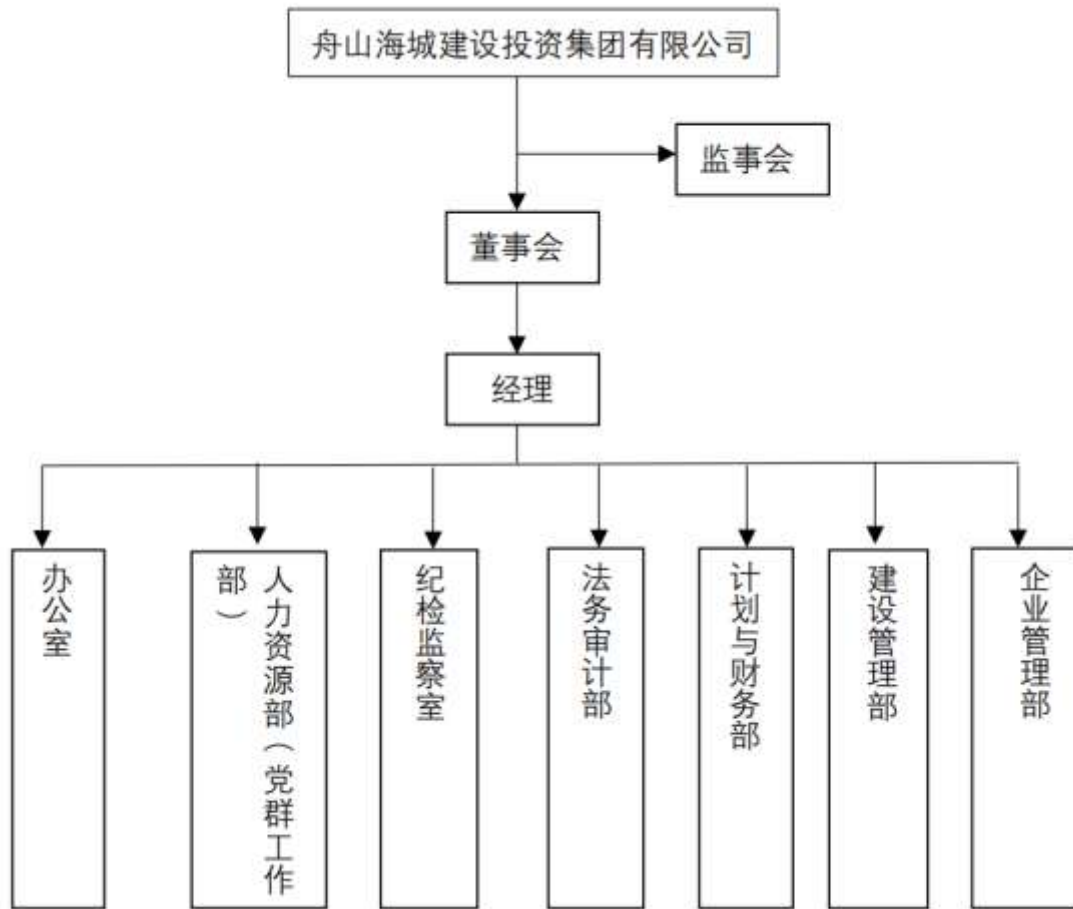 舟山海城建设投资集团有限公司
监事会
董事会
经理
办公室
人力资源部（党群工作
部）
纪检监察室
法务审计部
计划与财务部
建设管理部
企业管理部